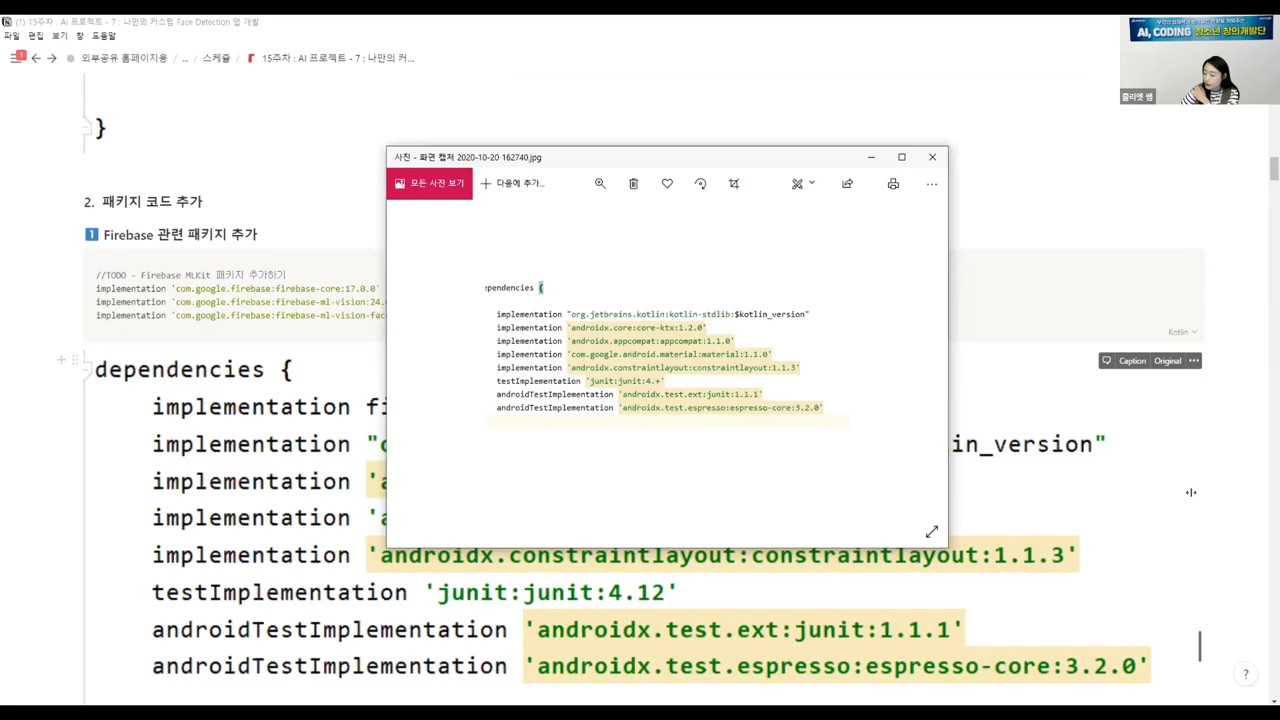 (1) 15주차 : AI 프로젝트 - 7 : 나만의 커스텀 Face Detection 앱 개발
파일 편집 보기 창 도움말
외부공유 홈페이지용 / ... / 스케쥴 / 15주차 : AI 프로젝트 - 7 : 나만의 커...
AI, CODING 청소년 창의개발단
줄리엣 쌤
}
2. 패키지 코드 추가
1 Firebase 관련 패키지 추가
//TODO - Firebase MLKit 패키지 추가하기
implementation 'com.google.firebase:firebase-core:17.0.0'
implementation 'com.google.firebase:firebase-ml-vision:24.
implementation 'com.google.firebase:firebase-ml-vision-fac
Kotlin
Caption Original ...
dependencies {
implementation fi
implementation "o in_version"
implementation 'a
implementation 'a
implementation 'androidx.constraintlayout:constraintlayout:1.1.3'
testImplementation 'junit:junit:4.12'
androidTestImplementation 'androidx.test.ext:junit:1.1.1'
androidTestImplementation 'androidx.test.espresso:espresso-core:3.2.0'
?
사진 - 화면 캡처 2020-10-20 162740.jpg
모든 사진 보기 + 다음에 추가...
ependencies {
implementation "org.jetbrains.kotlin:kotlin-stdlib:$kotlin_version"
implementation 'androidx.core:core-ktx:1.2.0'
implementation 'androidx.appcompat:appcompat:1.1.0'
implementation 'com.google.android.material:material:1.1.0'
implementation 'androidx.constraintlayout:constraintlayout:1.1.3'
testImplementation 'junit:junit:4.+'
androidTestImplementation 'androidx.test.ext:junit:1.1.1'
androidTestImplementation 'androidx.test.espresso:espresso-core:3.2.0'